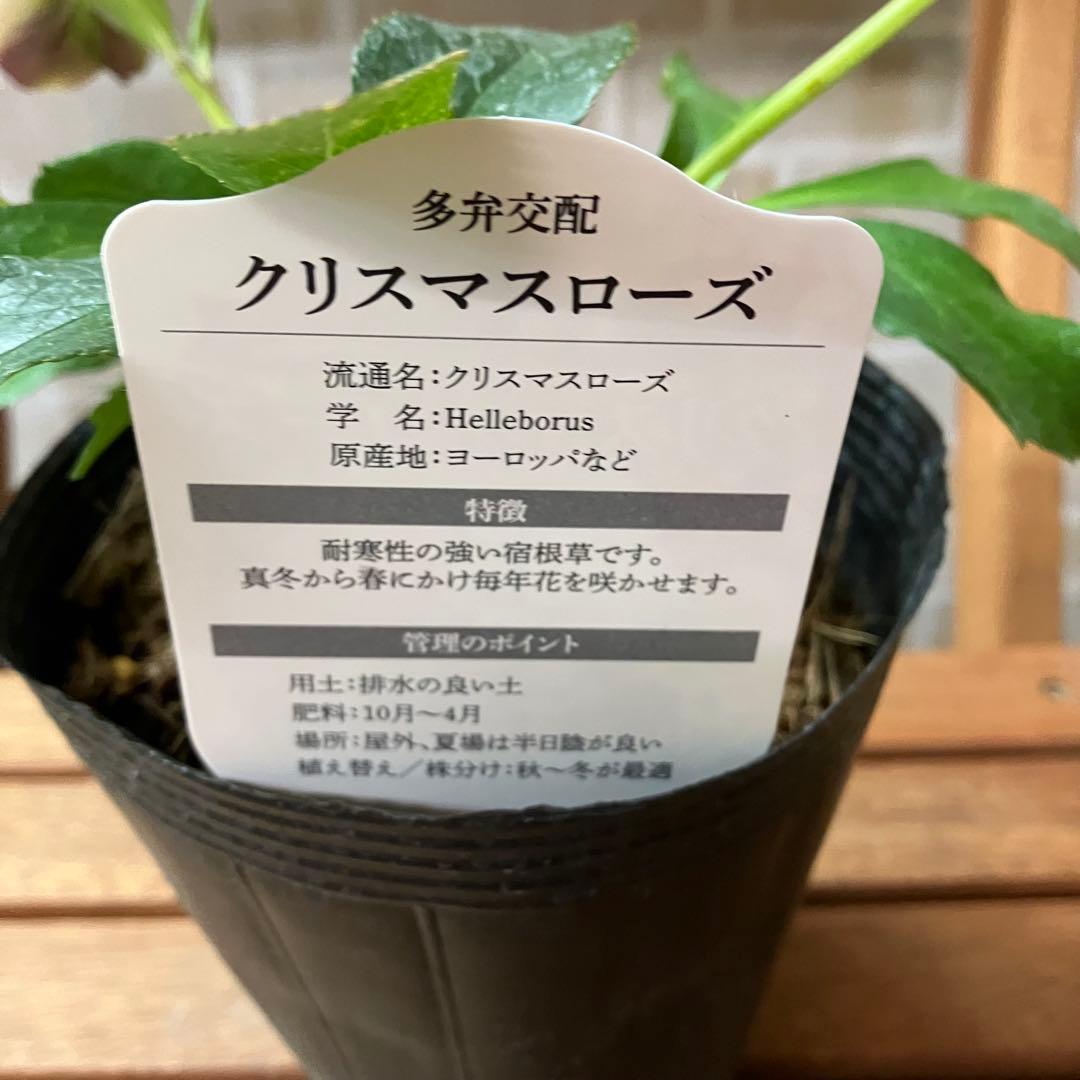 多弁交配
クリスマスローズ
流通名：クリスマスローズ
学　名：Helleborus
原産地：ヨーロッパなど
特徴
耐寒性の強い宿根草です。
真冬から春にかけ毎年花を咲かせます。
管理のポイント
用土：排水の良い土
肥料：10月〜4月
場所：屋外、夏場は半日陰が良い
植え替え／株分け：秋〜冬が最適